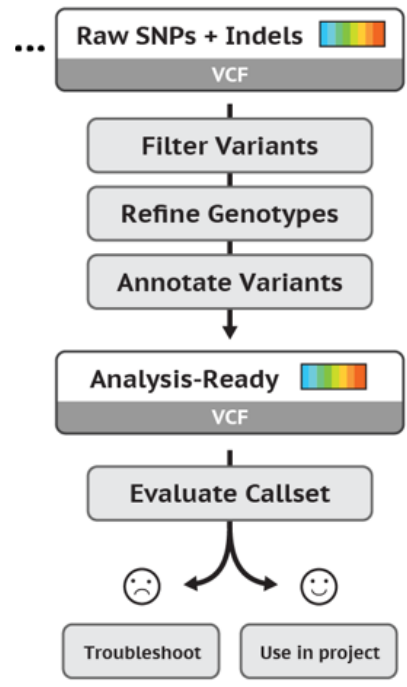 ...
Raw SNPs + Indels
VCF
Filter Variants
Refine Genotypes
Annotate Variants
Analysis-Ready
VCF
Evaluate Callset
Troubleshoot
Use in project